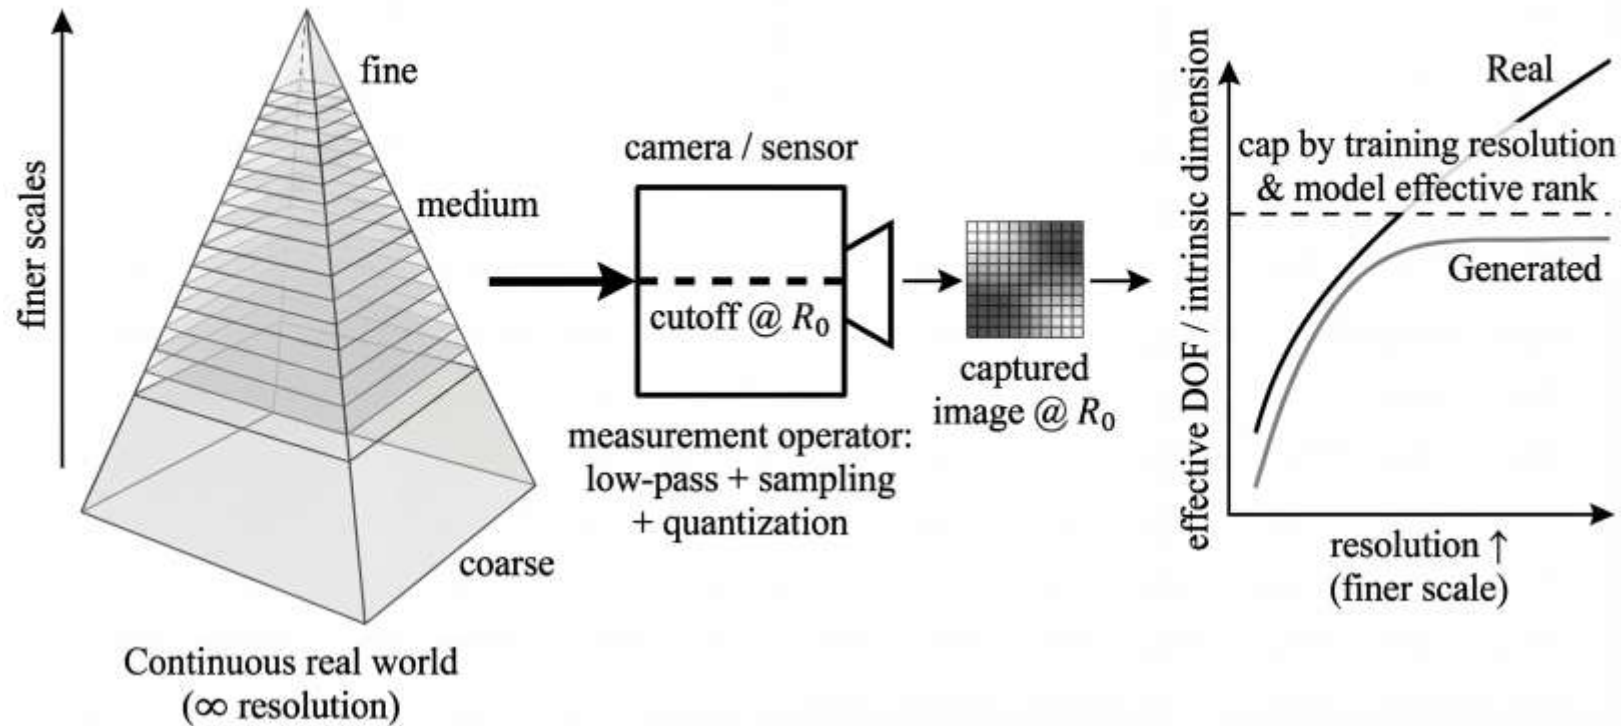 finer scales
fine
medium
coarse
Continuous real world
(∞ resolution)
camera / sensor
cutoff @ R₀
measurement operator:
low-pass + sampling
+ quantization
captured
image @ R₀
effective DOF / intrinsic dimension
Real
cap by training resolution
& model effective rank
Generated
resolution ↑
(finer scale)